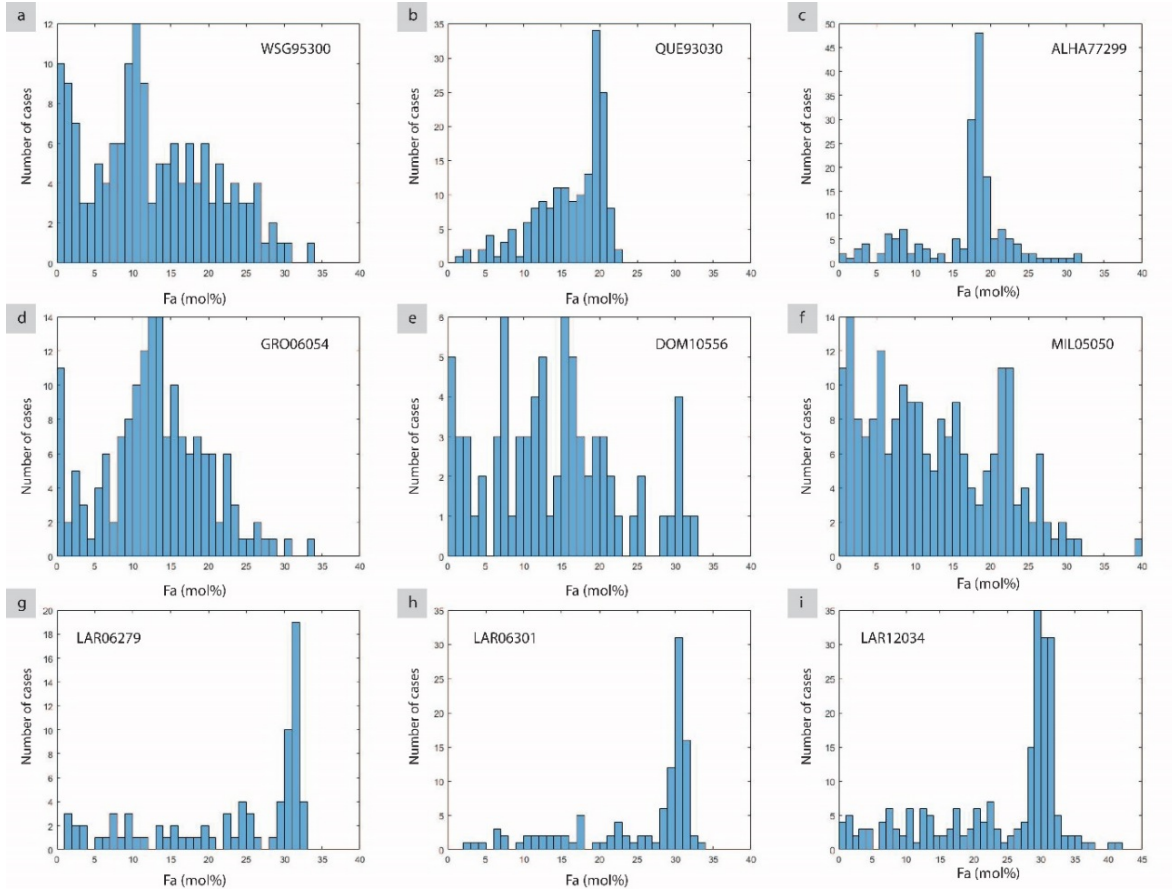 a
WSG95300
Number of cases
12
10
8
6
4
2
0
0 5 10 15 20 25 30 35 40
Fa (mol%)
b
QUE93030
Number of cases
35
30
25
20
15
10
5
0
0 5 10 15 20 25 30 35 40
Fa (mol%)
c
ALHA77299
Number of cases
50
45
40
35
30
25
20
15
10
5
0
0 5 10 15 20 25 30 35 40
Fa (mol%)
d
GRO06054
Number of cases
14
12
10
8
6
4
2
0
0 5 10 15 20 25 30 35 40
Fa (mol%)
e
DOM10556
Number of cases
5
4
3
2
1
0
0 5 10 15 20 25 30 35 40
Fa (mol%)
f
MIL05050
Number of cases
14
12
10
8
6
4
2
0
0 5 10 15 20 25 30 35 40
Fa (mol%)
g
LAR06279
Number of cases
20
18
16
14
12
10
8
6
4
2
0
0 5 10 15 20 25 30 35 40
Fa (mol%)
h
LAR06301
Number of cases
35
30
25
20
15
10
5
0
0 5 10 15 20 25 30 35 40
Fa (mol%)
i
LAR12034
Number of cases
35
30
25
20
15
10
5
0
0 5 10 15 20 25 30 35 40 45
Fa (mol%)